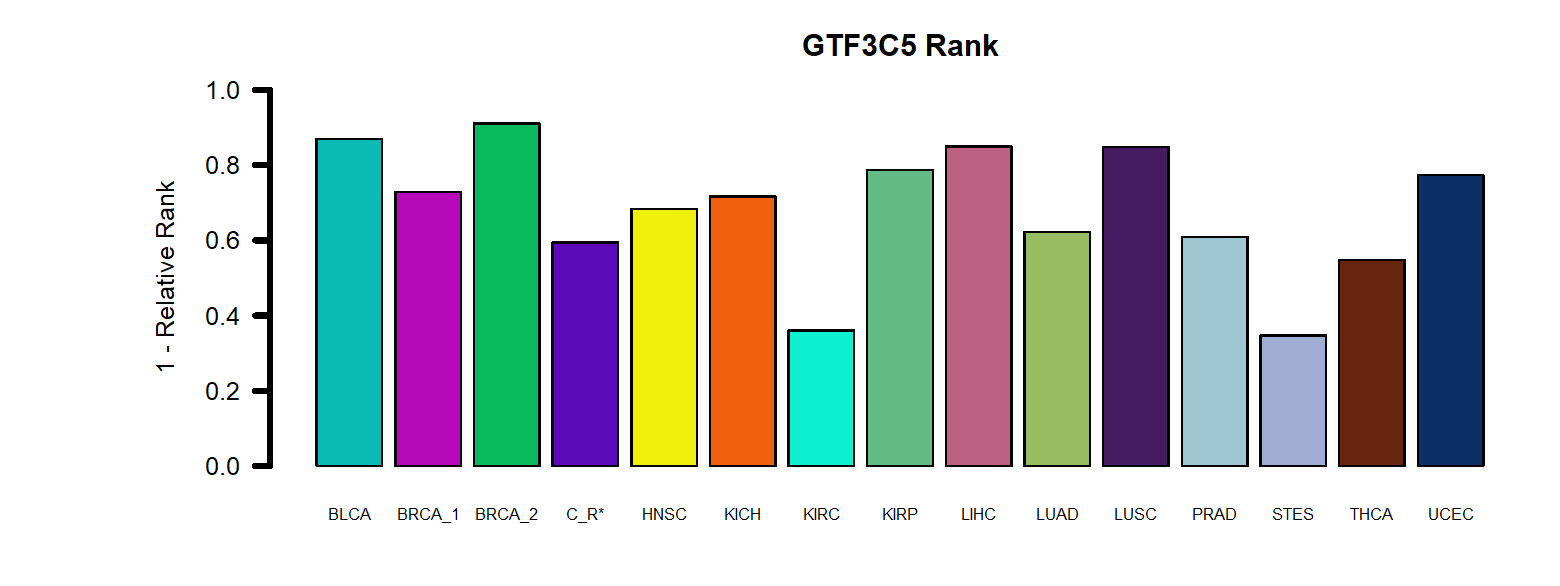 GTF3C5 Rank
1 - Relative Rank
1.0
0.8
0.6
0.4
0.2
0.0
BLCA BRCA_1 BRCA_2 C_R* HNSC KICH KIRC KIRP LIHC LUAD LUSC PRAD STES THCA UCEC